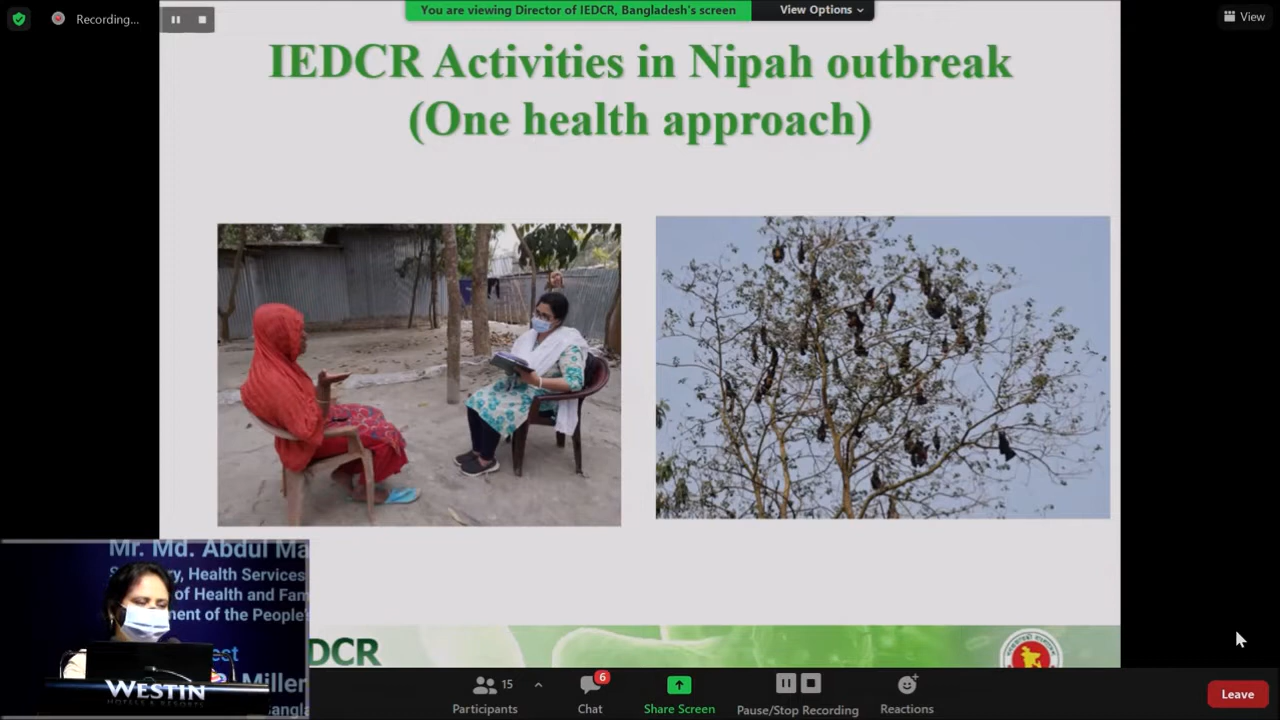 You are viewing Director of IEDCR, Bangladesh's screen
View Options
Recording...
View
IEDCR Activities in Nipah outbreak
(One health approach)
Mr. Md. Abdul Ma
Health Services
of Health and Fam
ment of the People's
Miller
WESTIN
HOTELS & RESORTS
DCR
15
6
Participants
Chat
Share Screen
Pause/Stop Recording
Reactions
Leave